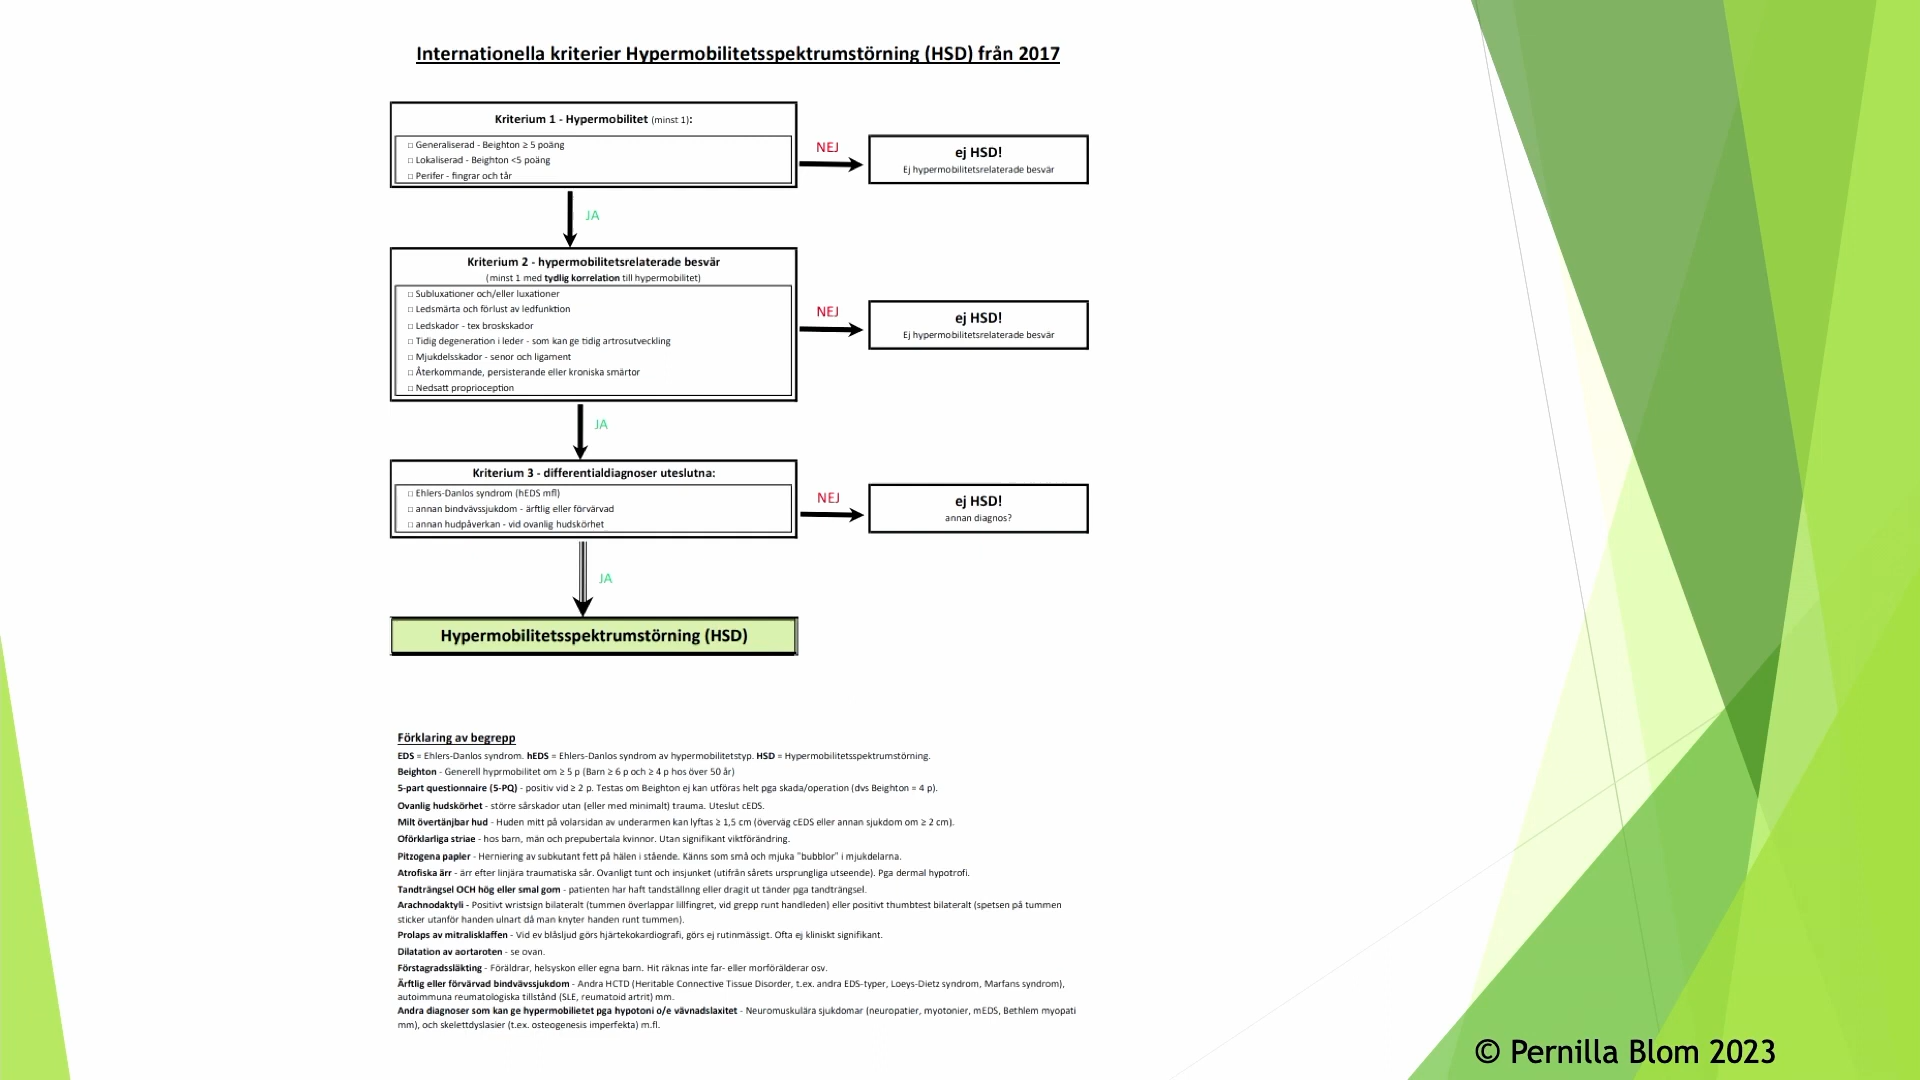 Internationella kriterier Hypermobilitetsspektrumstörning (HSD) från 2017
Kriterium 1 - Hypermobilitet (minst 1):
□ Generaliserad - Beighton ≥ 5 poäng
□ Lokaliserad - Beighton <5 poäng
□ Perifer - fingrar och tår
NEJ
ej HSD!
Ej hypermobilitetsrelaterade besvär
JA
Kriterium 2 - hypermobilitetsrelaterade besvär
(minst 1 med tydlig korrelation till hypermobilitet)
□ Subluxationer och/eller luxationer
□ Ledsmärta och förlust av ledfunktion
□ Ledskador - tex broskskador
□ Tidig degeneration i leder - som kan ge tidig artrosutveckling
□ Mjukdelsskador - senor och ligament
□ Återkommande, persisterande eller kroniska smärtor
□ Nedsatt proprioception
NEJ
ej HSD!
Ej hypermobilitetsrelaterade besvär
JA
Kriterium 3 - differentialdiagnoser uteslutna:
□ Ehlers-Danlos syndrom (hEDS mfl)
□ annan bindvävssjukdom - ärftlig eller förvärvad
□ annan hudpåverkan - vid ovanlig hudskörhet
NEJ
ej HSD!
annan diagnos?
JA
Hypermobilitetsspektrumstörning (HSD)
Förklaring av begrepp
EDS = Ehlers-Danlos syndrom. hEDS = Ehlers-Danlos syndrom av hypermobilitetstyp. HSD = Hypermobilitetsspektrumstörning.
Beighton - Generell hyprmobilitet om ≥ 5 p (Barn ≥ 6 p och ≥ 4 p hos över 50 år)
5-part questionnaire (5-PQ) - positiv vid ≥ 2 p. Testas om Beighton ej kan utföras helt pga skada/operation (dvs Beighton = 4 p).
Ovanlig hudskörhet - större sårskador utan (eller med minimalt) trauma. Uteslut cEDS.
Milt övertänjbar hud - Huden mitt på volarsidan av underarmen kan lyftas ≥ 1,5 cm (överväg cEDS eller annan sjukdom om ≥ 2 cm).
Oförklarliga striae - hos barn, män och prepubertala kvinnor. Utan signifikant viktförändring.
Pitzogena papler - Herniering av subkutant fett på hälen i stående. Känns som små och mjuka "bubblor" i mjukdelarna.
Atrofiska ärr - ärr efter linjära traumatiska sår. Ovanligt tunt och insjunket (utifrån sårets ursprungliga utseende). Pga dermal hypotrofi.
Tandträngsel OCH hög eller smal gom - patienten har haft tandställnng eller dragit ut tänder pga tandträngsel.
Arachnodaktyli - Positivt wristsign bilateralt (tummen överlappar lillfingret, vid grepp runt handleden) eller positivt thumbtest bilateralt (spetsen på tummen
sticker utanför handen ulnart då man knyter handen runt tummen).
Prolaps av mitralisklaffen - Vid ev blåsljud görs hjärtekokardiografi, görs ej rutinmässigt. Ofta ej kliniskt signifikant.
Dilatation av aortaroten - se ovan.
Förstagradssläkting - Föräldrar, helsyskon eller egna barn. Hit räknas inte far- eller morförälderar osv.
Ärftlig eller förvärvad bindvävssjukdom - Andra HCTD (Heritable Connective Tissue Disorder, t.ex. andra EDS-typer, Loeys-Dietz syndrom, Marfans syndrom),
autoimmuna reumatologiska tillstånd (SLE, reumatoid artrit) mm.
Andra diagnoser som kan ge hypermobilietet pga hypotoni o/e vävnadslaxitet - Neuromuskulära sjukdomar (neuropatier, myotonier, mEDS, Bethlem myopati
mm), och skelettdyslasier (t.ex. osteogenesis imperfekta) m.fl.
© Pernilla Blom 2023